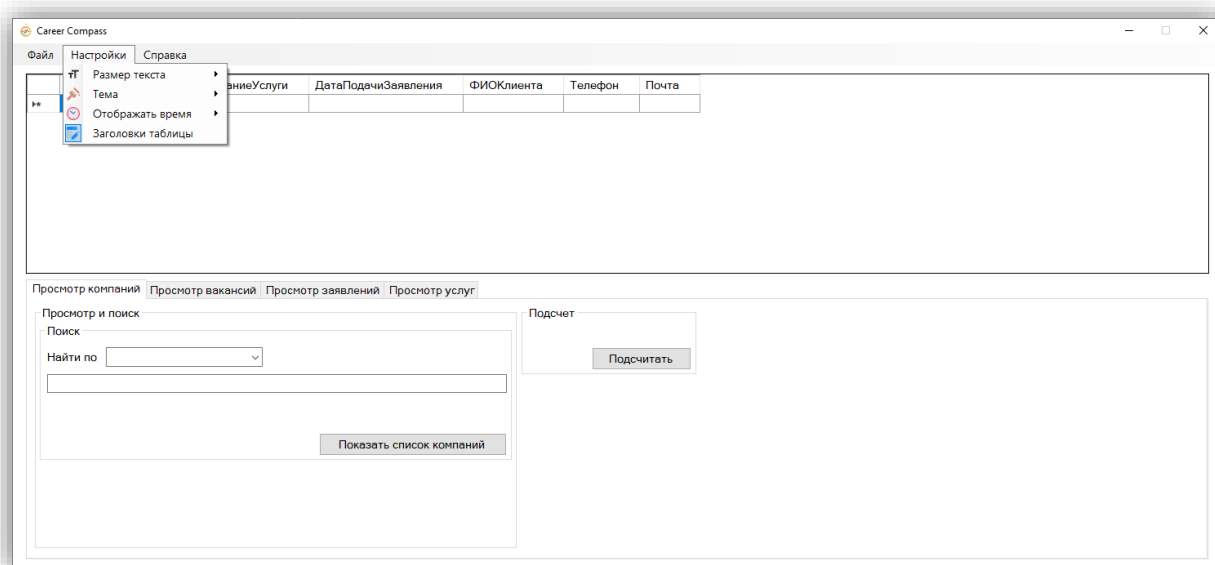 Career Compass
Файл Настройки Справка
Размер текста
Тема
Отображать время
Заголовки таблицы
ДатаПодачиЗаявления ФИОКлиента Телефон Почта
Просмотр компаний Просмотр вакансий Просмотр заявлений Просмотр услуг
Просмотр и поиск
Поиск
Найти по
Показать список компаний
Подсчет
Подсчитать